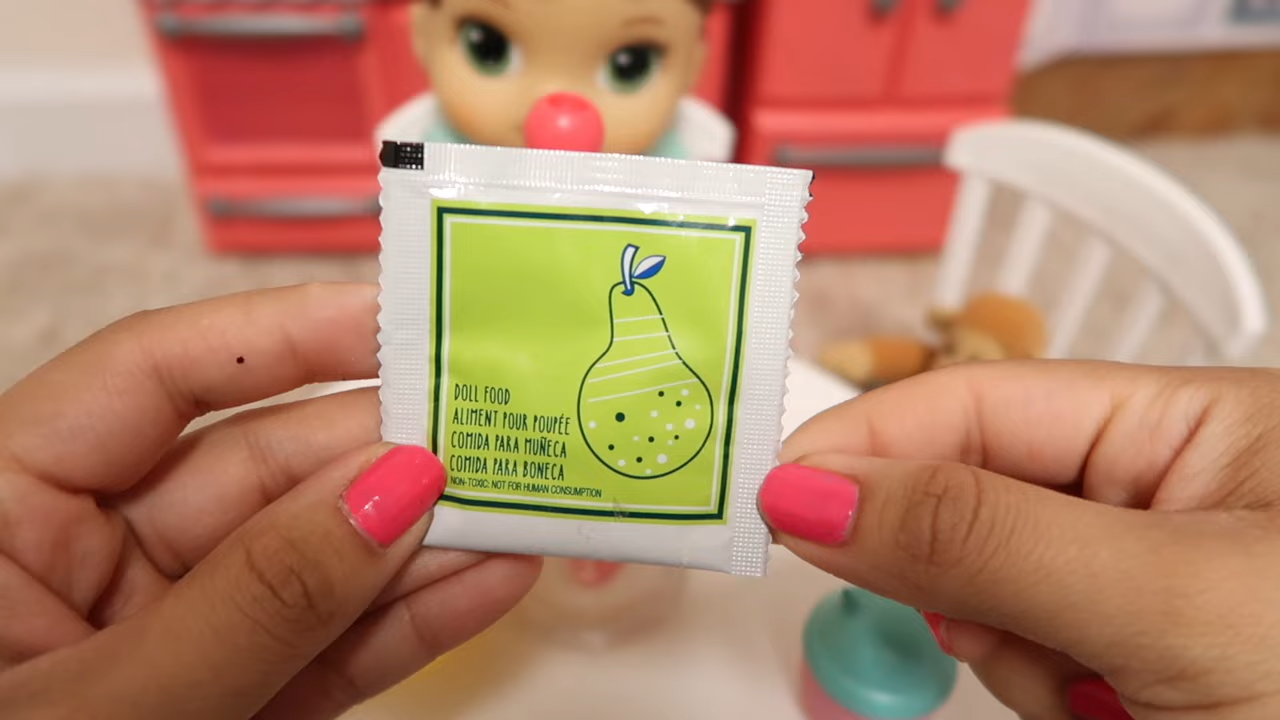 DOLL FOOD
ALIMENT POUR POUPÉE
COMIDA PARA MUÑECA
COMIDA PARA BONECA
NON-TOXIC: NOT FOR HUMAN CONSUMPTION